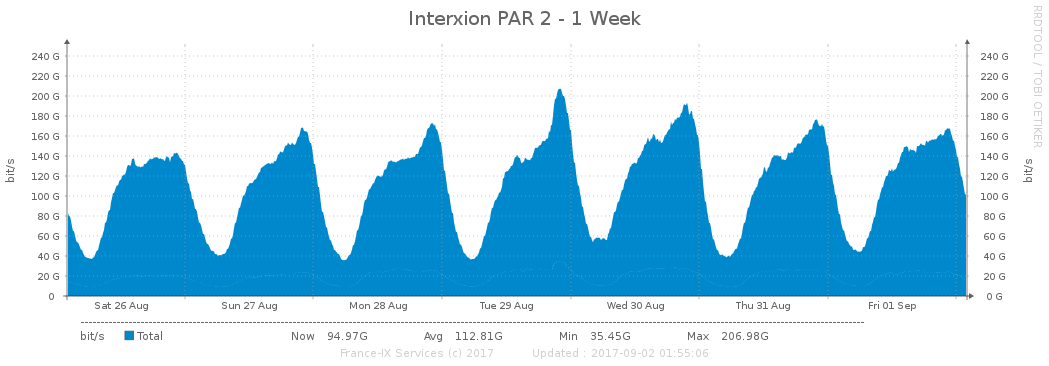 Interxion PAR 2 - 1 Week
RRDTOOL / TOBI OETIKER
bit/s
240 G 240 G
220 G 220 G
200 G 200 G
180 G 180 G
160 G 160 G
140 G 140 G
120 G 120 G
100 G 100 G
80 G 80 G
60 G 60 G
40 G 40 G
20 G 20 G
0 0 G
bit/s
Sat 26 Aug Sun 27 Aug Mon 28 Aug Tue 29 Aug Wed 30 Aug Thu 31 Aug Fri 01 Sep
bit/s Total Now 94.97G Avg 112.81G Min 35.45G Max 206.98G
France-IX Services (c) 2017 Updated : 2017-09-02 01:55:06